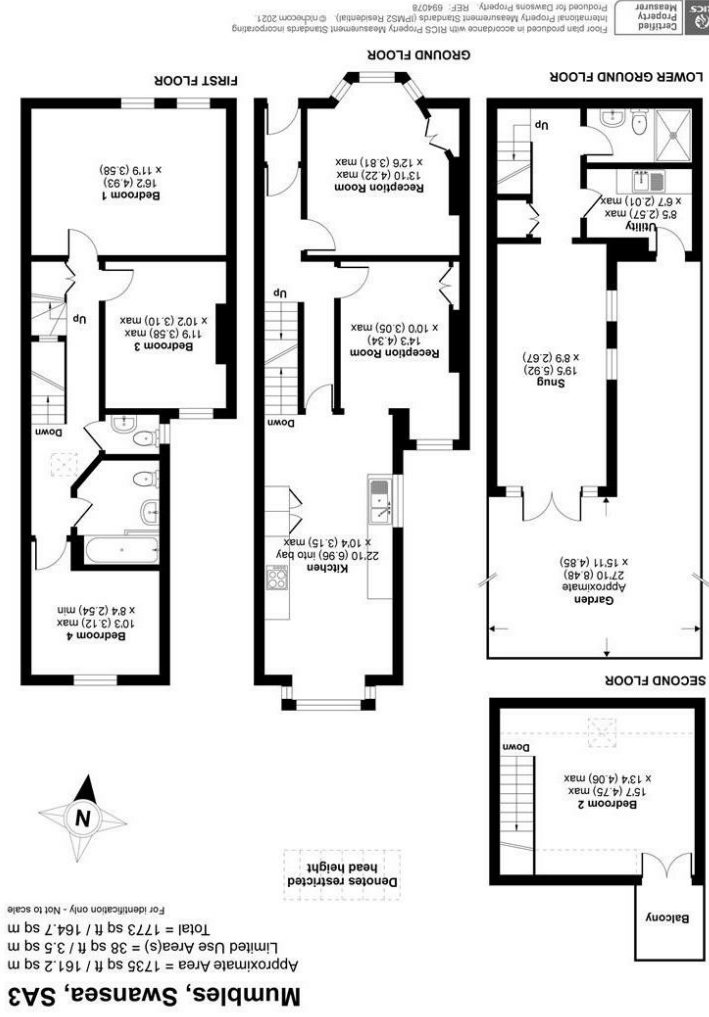 Mumbles, Swansea, SA3
Approximate Area = 1735 sq ft / 161.2 sq m
Limited Use Area(s) = 38 sq ft / 3.5 sq m
Total = 1773 sq ft / 164.7 sq m
For identification only - Not to scale
Denotes restricted
head height
N
Balcony
Bedroom 2
15'7 (4.75) max
x 13'4 (4.06) max
Down
SECOND FLOOR
Bedroom 4
10'3 (3.12) max
x 8'4 (2.54) min
Down
Up
Bedroom 3
11'9 (3.58) max
x 10'2 (3.10) max
Bedroom 1
16'2 (4.93)
x 11'9 (3.58)
FIRST FLOOR
Kitchen
22'10 (6.96) into bay
x 10'4 (3.15) max
Down
Up
Reception Room
14'3 (4.34)
x 10'0 (3.05)
Reception Room
13'10 (4.22) max
x 12'6 (3.81) max
GROUND FLOOR
Garden
Approximate
27'10 (8.48)
x 15'11 (4.85)
Snug
19'5 (5.92)
x 8'9 (2.67)
Utility
8'5 (2.57) max
x 6'7 (2.01) max
Up
LOWER GROUND FLOOR
Certified
Property
Measurer
RICS
Floor plan produced in accordance with RICS Property Measurement Standards incorporating
International Property Measurement Standards (IPMS2 Residential). © nichecom 2021.
Produced for Dawsons Property. REF: 694078